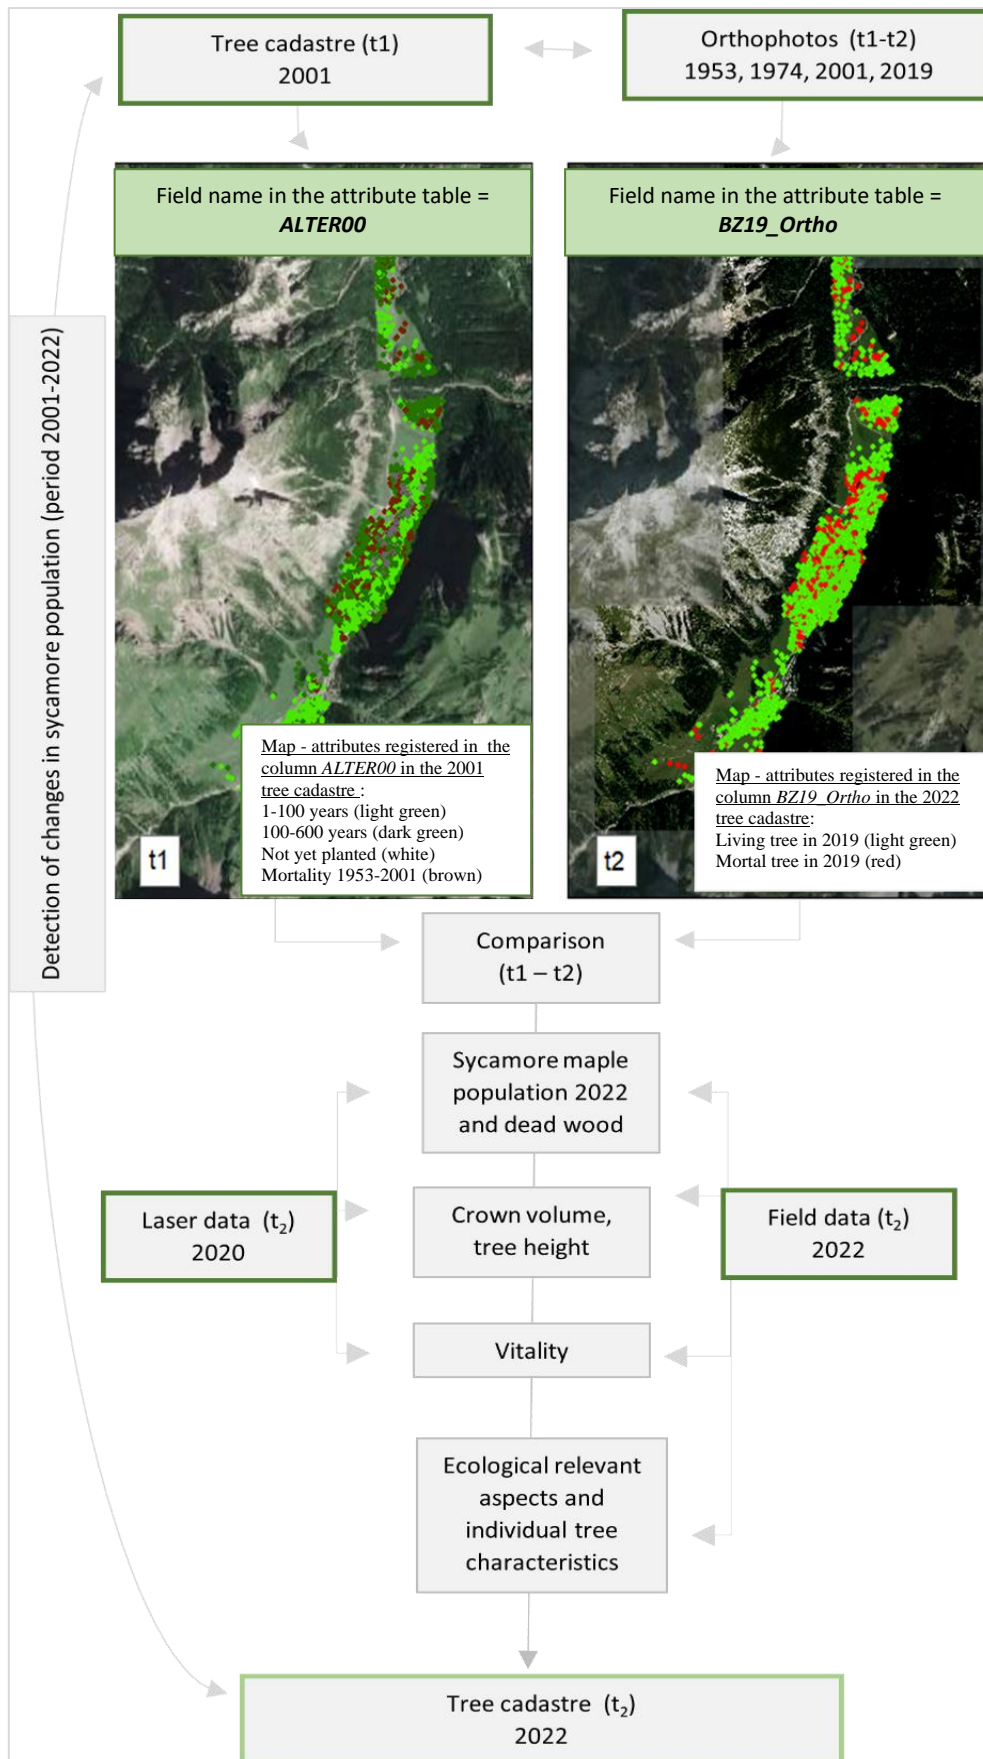 Tree cadastre (t1)
2001
Orthophotos (t1-t2)
1953, 1974, 2001, 2019
Field name in the attribute table =
ALTER00
Field name in the attribute table =
BZ19_Ortho
Detection of changes in sycamore population (period 2001-2022)
Map - attributes registered in the
column ALTER00 in the 2001
tree cadastre :
1-100 years (light green)
100-600 years (dark green)
Not yet planted (white)
Mortality 1953-2001 (brown)
t1
Map - attributes registered in the
column BZ19_Ortho in the 2022
tree cadastre:
Living tree in 2019 (light green)
Mortal tree in 2019 (red)
t2
Comparison
(t1 – t2)
Sycamore maple
population 2022
and dead wood
Laser data (t₂)
2020
Crown volume,
tree height
Field data (t₂)
2022
Vitality
Ecological relevant
aspects and
individual tree
characteristics
Tree cadastre (t₂)
2022